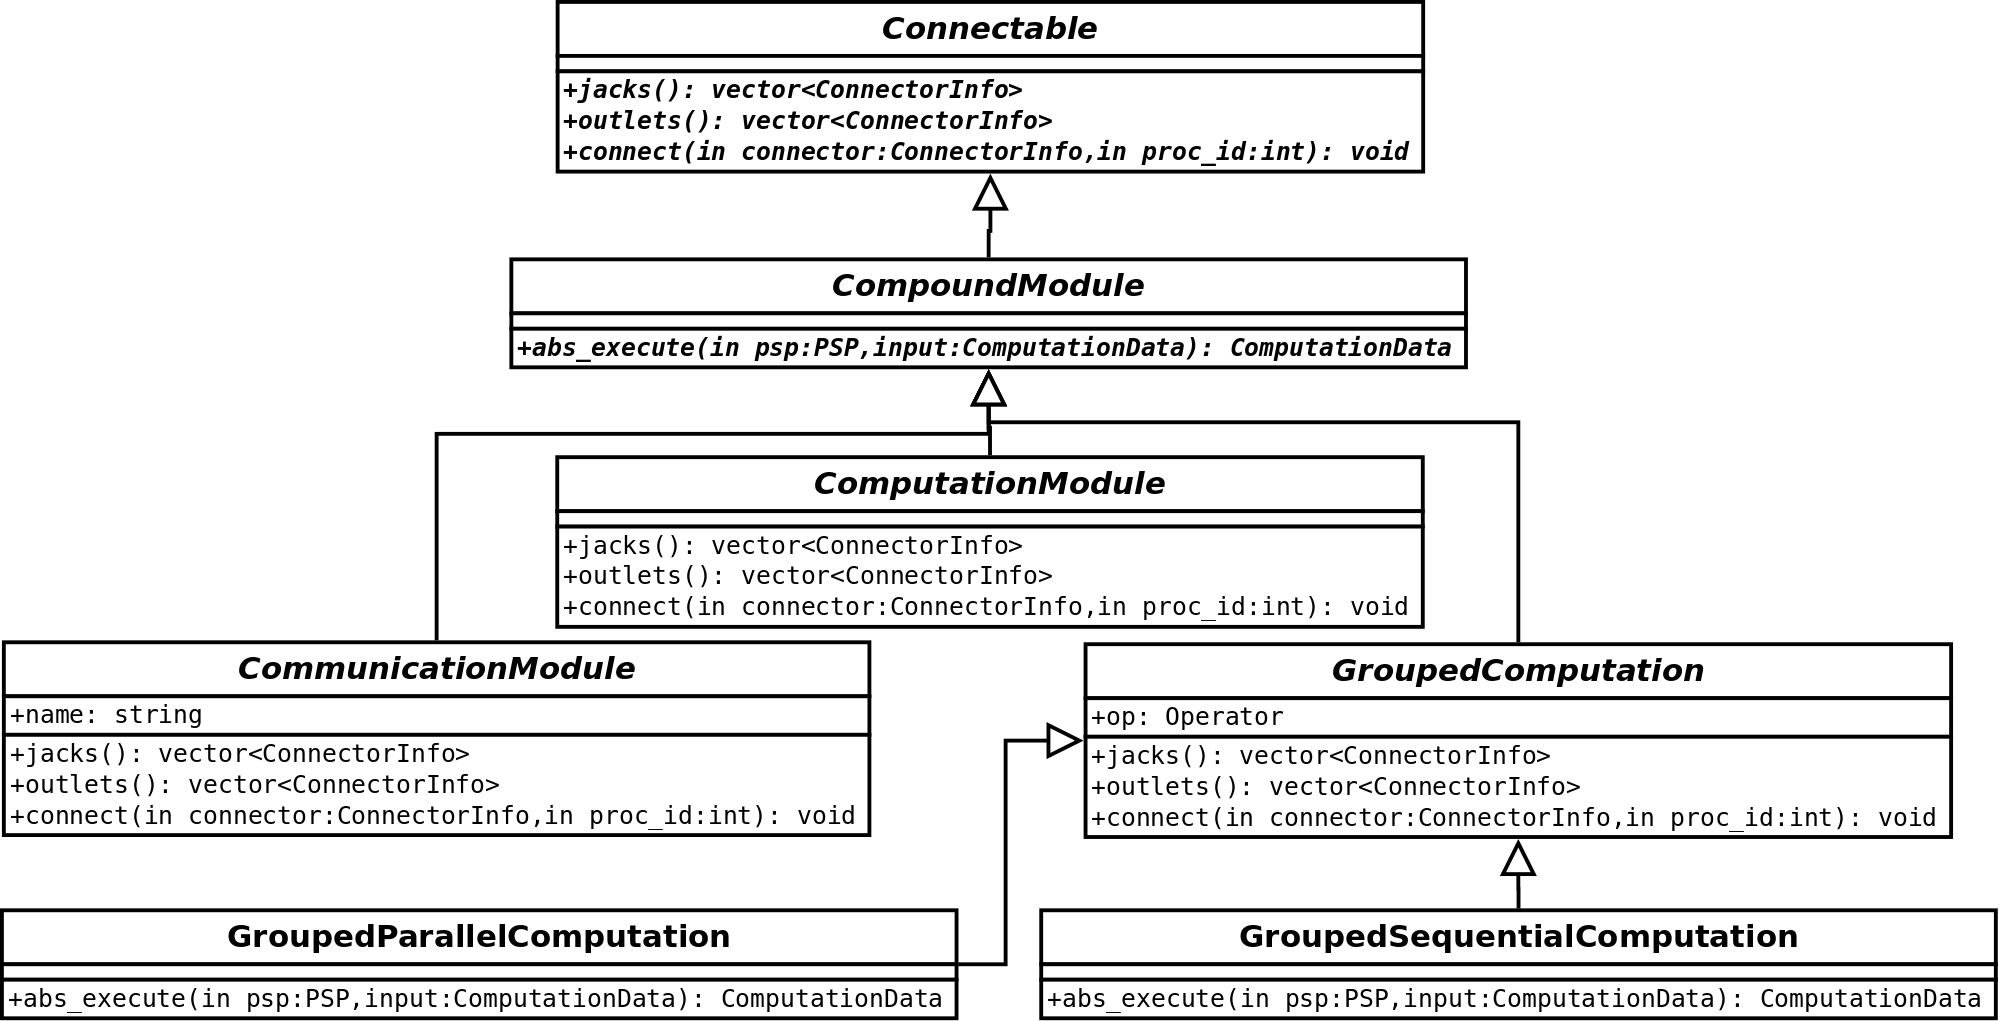 Connectable
+jacks(): vector<ConnectorInfo>
+outlets(): vector<ConnectorInfo>
+connect(in connector:ConnectorInfo,in proc_id:int): void
CompoundModule
+abs_execute(in psp:PSP,input:ComputationData): ComputationData
ComputationModule
+jacks(): vector<ConnectorInfo>
+outlets(): vector<ConnectorInfo>
+connect(in connector:ConnectorInfo,in proc_id:int): void
CommunicationModule
+name: string
+jacks(): vector<ConnectorInfo>
+outlets(): vector<ConnectorInfo>
+connect(in connector:ConnectorInfo,in proc_id:int): void
GroupedComputation
+op: Operator
+jacks(): vector<ConnectorInfo>
+outlets(): vector<ConnectorInfo>
+connect(in connector:ConnectorInfo,in proc_id:int): void
GroupedParallelComputation
+abs_execute(in psp:PSP,input:ComputationData): ComputationData
GroupedSequentialComputation
+abs_execute(in psp:PSP,input:ComputationData): ComputationData